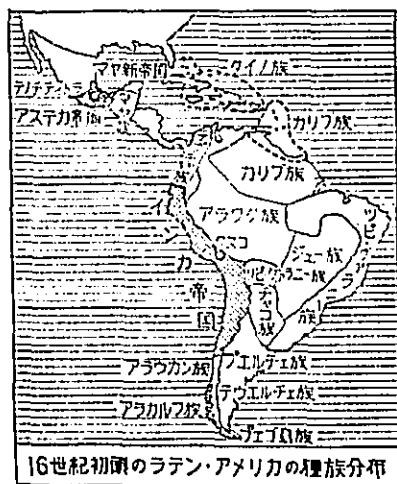 マヤ新帝国
タイノ族
テノチティトラン
アステカ帝国
カリブ族
カリブ族
アラワク族
インカ帝国
クスコ
ジェー族
ツピ
グァラニー族
チャコ族
アラウカン族
プエルチェ族
テウエルチェ族
アラカルフ族
フェゴ族
16世紀初頭のラテン・アメリカの種族分布